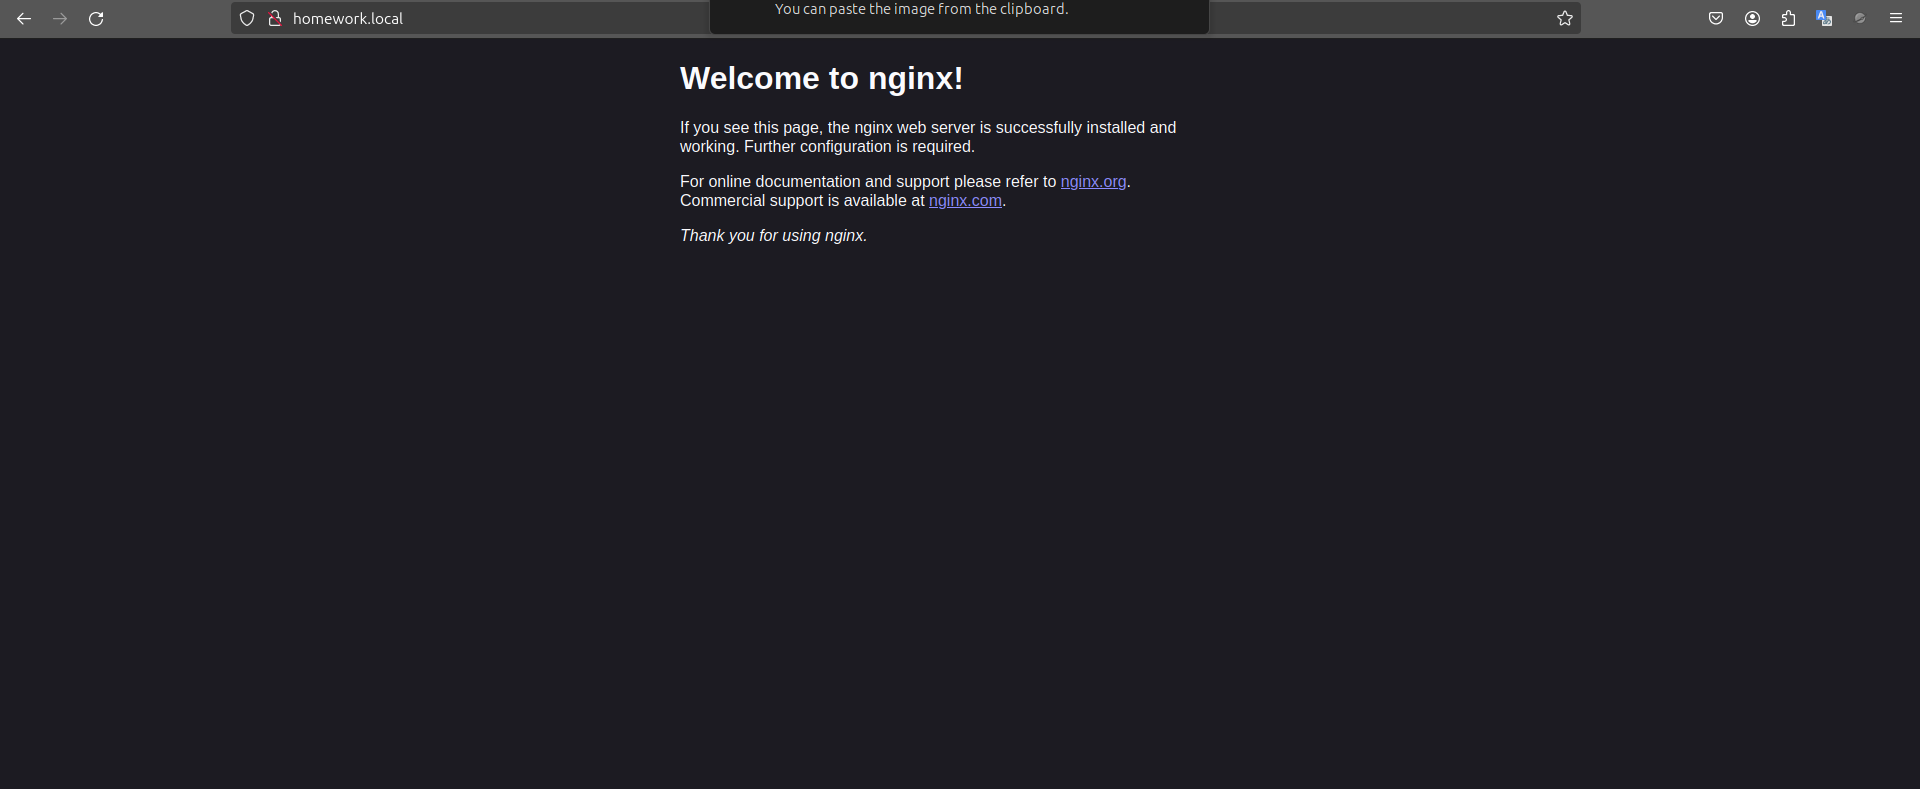 homework.local
You can paste the image from the clipboard.
Welcome to nginx!
If you see this page, the nginx web server is successfully installed and
working. Further configuration is required.
For online documentation and support please refer to nginx.org.
Commercial support is available at nginx.com.
Thank you for using nginx.